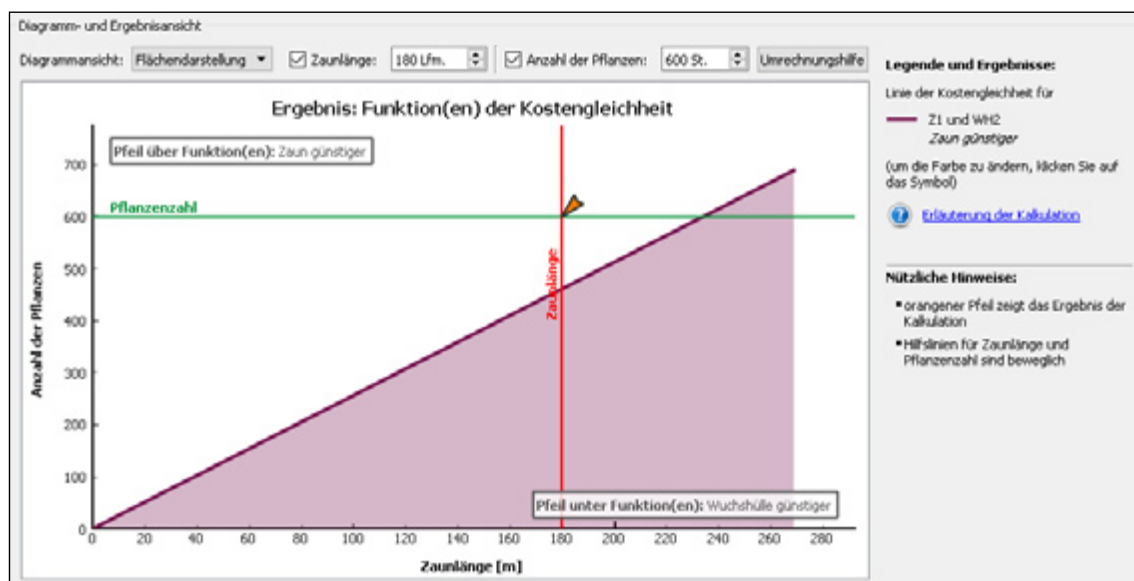 Diagramm- und Ergebnisansicht
Diagrammansicht: Flächendarstellung Zaunlänge: 180 Lfm. Anzahl der Pflanzen: 600 St. Umrechnungshilfe
Ergebnis: Funktion(en) der Kostengleichheit
Pfeil über Funktion(en): Zaun günstiger
Pflanzenzahl
Zaunlänge
Anzahl der Pflanzen
700
600
500
400
300
200
100
0
Pfeil unter Funktion(en): Wuchshülle günstiger
0 20 40 60 80 100 120 140 160 180 200 220 240 260 280
Zaunlänge [m]
Legende und Ergebnisse:
Linie der Kostengleichheit für
Z1 und WH2
Zaun günstiger
(um die Farbe zu ändern, klicken Sie auf
das Symbol)
? Erläuterung der Kalkulation
Nützliche Hinweise:
▪ orangener Pfeil zeigt das Ergebnis der
Kalkulation
▪ Hilfslinien für Zaunlänge und
Pflanzenzahl sind beweglich